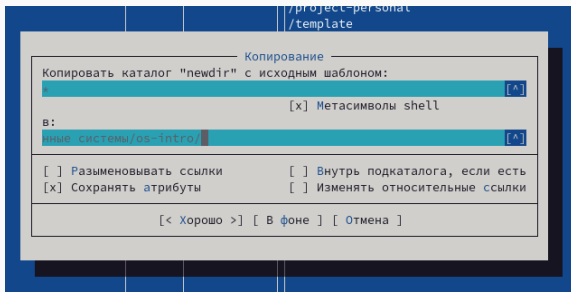 /project-personal
/template
Копирование
Копировать каталог "newdir" с исходным шаблоном:
* [^]
[x] Метасимволы shell
в:
нные системы/os-intro/ [^]
[ ] Разыменовывать ссылки [ ] Внутрь подкаталога, если есть
[x] Сохранять атрибуты [ ] Изменять относительные ссылки
[< Хорошо >] [ В фоне ] [ Отмена ]